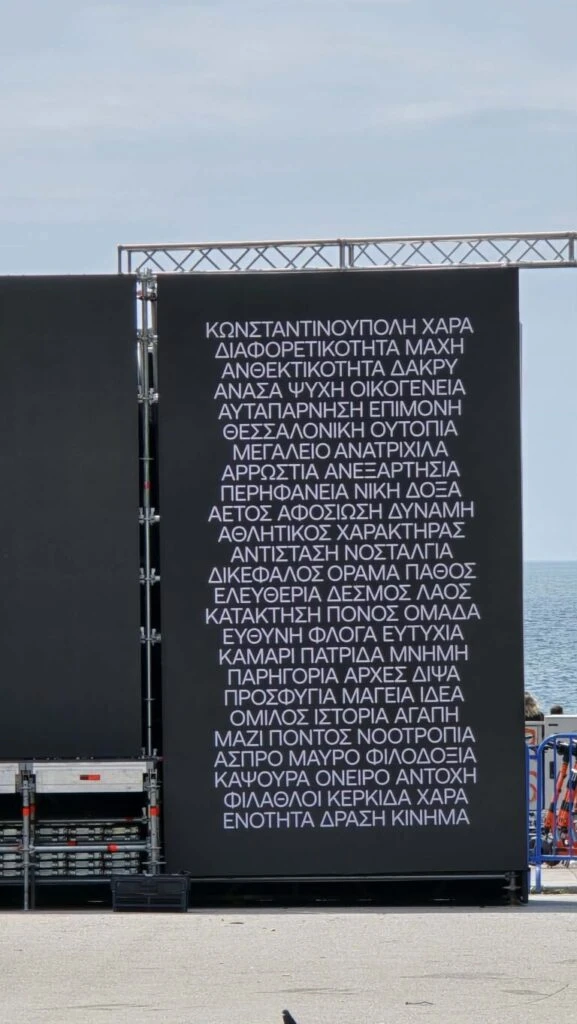 ΚΩΝΣΤΑΝΤΙΝΟΥΠΟΛΗ ΧΑΡΑ
ΔΙΑΦΟΡΕΤΙΚΟΤΗΤΑ ΜΑΧΗ
ΑΝΘΕΚΤΙΚΟΤΗΤΑ ΔΑΚΡΥ
ΑΝΑΣΑ ΨΥΧΗ ΟΙΚΟΓΕΝΕΙΑ
ΑΥΤΑΠΑΡΝΗΣΗ ΕΠΙΜΟΝΗ
ΘΕΣΣΑΛΟΝΙΚΗ ΟΥΤΟΠΙΑ
ΜΕΓΑΛΕΙΟ ΑΝΑΤΡΙΧΙΛΑ
ΑΡΡΩΣΤΙΑ ΑΝΕΞΑΡΤΗΣΙΑ
ΠΕΡΗΦΑΝΕΙΑ ΝΙΚΗ ΔΟΞΑ
ΑΕΤΟΣ ΑΦΟΣΙΩΣΗ ΔΥΝΑΜΗ
ΑΘΛΗΤΙΚΟΣ ΧΑΡΑΚΤΗΡΑΣ
ΑΝΤΙΣΤΑΣΗ ΝΟΣΤΑΛΓΙΑ
ΔΙΚΕΦΑΛΟΣ ΟΡΑΜΑ ΠΑΘΟΣ
ΕΛΕΥΘΕΡΙΑ ΔΕΣΜΟΣ ΛΑΟΣ
ΚΑΤΑΚΤΗΣΗ ΠΟΝΟΣ ΟΜΑΔΑ
ΕΥΘΥΝΗ ΦΛΟΓΑ ΕΥΤΥΧΙΑ
ΚΑΜΑΡΙ ΠΑΤΡΙΔΑ ΜΝΗΜΗ
ΠΑΡΗΓΟΡΙΑ ΑΡΧΕΣ ΔΙΨΑ
ΠΡΟΣΦΥΓΙΑ ΜΑΓΕΙΑ ΙΔΕΑ
ΟΜΙΛΟΣ ΙΣΤΟΡΙΑ ΑΓΑΠΗ
ΜΑΖΙ ΠΟΝΤΟΣ ΝΟΟΤΡΟΠΙΑ
ΑΣΠΡΟ ΜΑΥΡΟ ΦΙΛΟΔΟΞΙΑ
ΚΑΨΟΥΡΑ ΟΝΕΙΡΟ ΑΝΤΟΧΗ
ΦΙΛΑΘΛΟΙ ΚΕΡΚΙΔΑ ΧΑΡΑ
ΕΝΟΤΗΤΑ ΔΡΑΣΗ ΚΙΝΗΜΑ